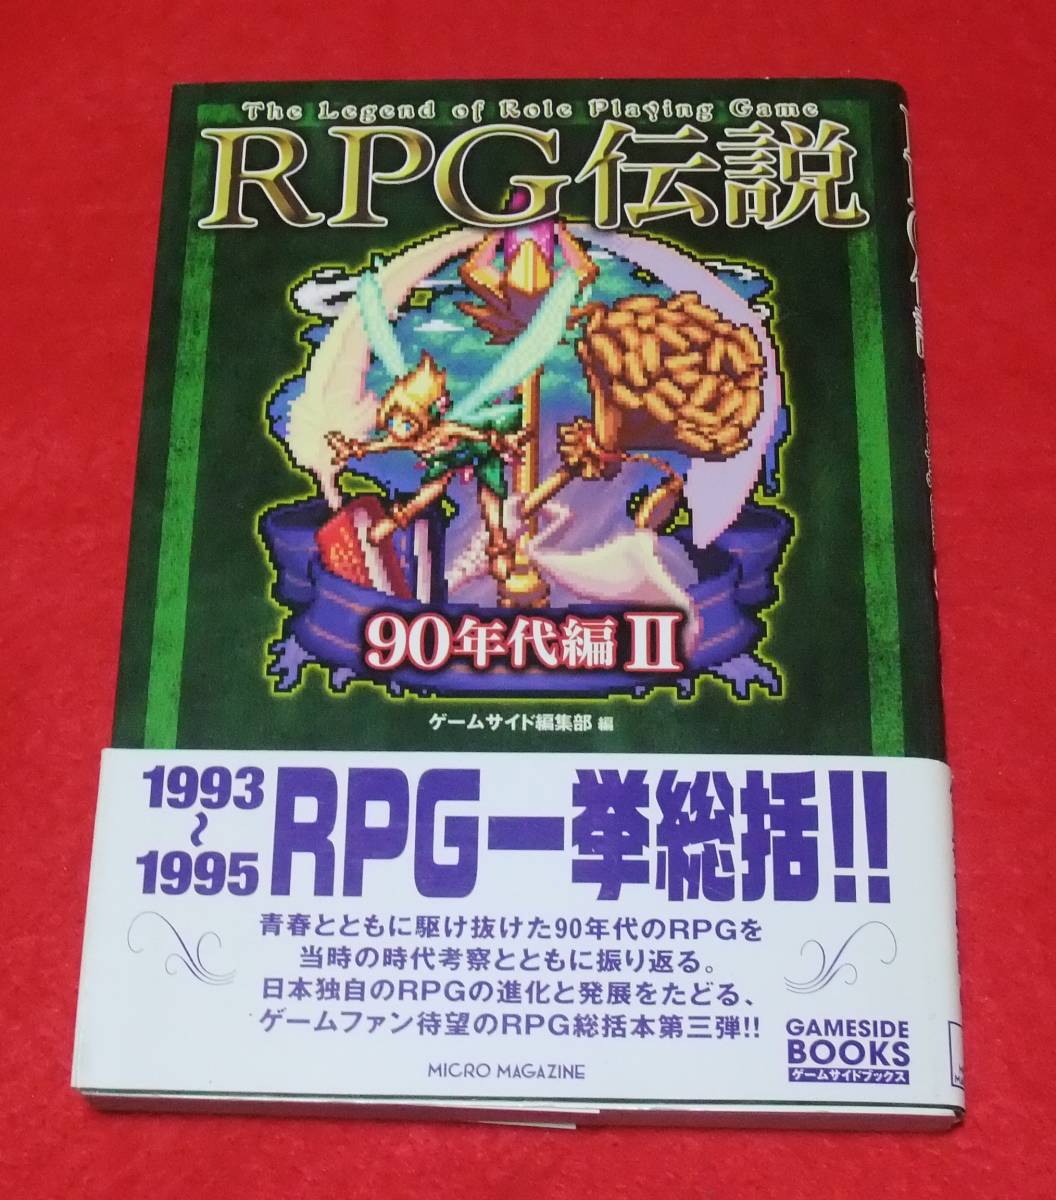 The Legend of Role Playing Game
RPG伝説
90年代編 II
ゲームサイド編集部 編
1993
~
1995
RPG一挙総括!!
青春とともに駆け抜けた90年代のRPGを
当時の時代考察とともに振り返る。
日本独自のRPGの進化と発展をたどる、
ゲームファン待望のRPG総括本第三弾!!
MICRO MAGAZINE
GAMESIDE
BOOKS
ゲームサイドブックス